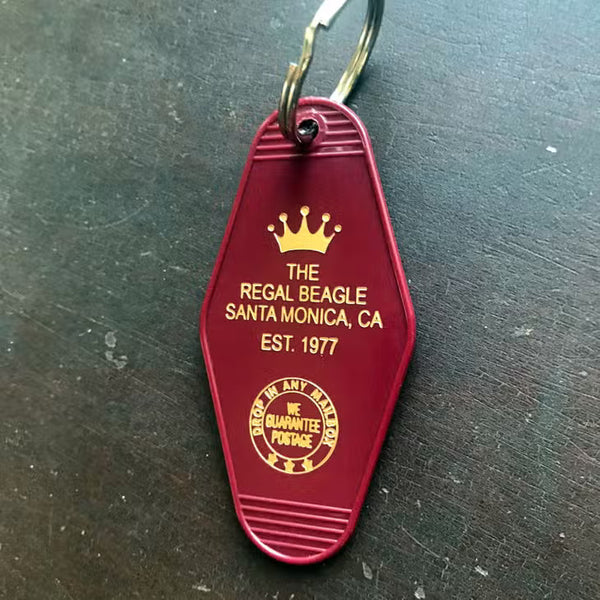 THE
REGAL BEAGLE
SANTA MONICA, CA
EST. 1977
DROP IN ANY MAILBOX
WE
GUARANTEE
POSTAGE